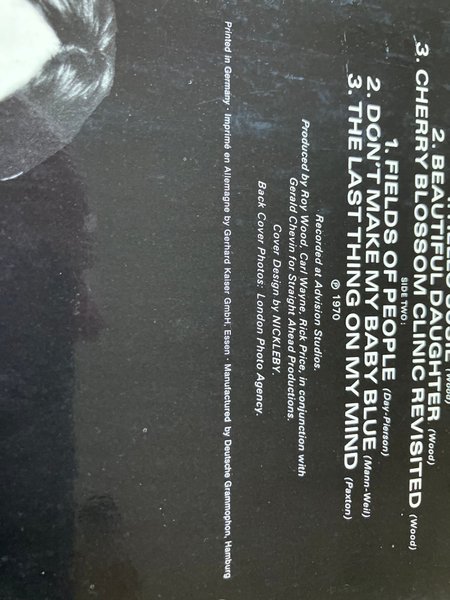 1. HELLO SUSIE (Wood)
2. BEAUTIFUL DAUGHTER (Wood)
3. CHERRY BLOSSOM CLINIC REVISITED (Wood)
SIDE TWO:
1. FIELDS OF PEOPLE (Day-Pierson)
2. DON'T MAKE MY BABY BLUE (Mann-Weil)
3. THE LAST THING ON MY MIND (Paxton)
℗ 1970
Recorded at Advision Studios.
Produced by Roy Wood, Carl Wayne, Rick Price, in conjunction with
Gerald Chevin for Straight Ahead Productions.
Cover Design by NICKLEBY.
Back Cover Photos: London Photo Agency.
Printed in Germany · Imprimé en Allemagne by Gerhard Kaiser GmbH, Essen · Manufactured by Deutsche Grammophon, Hamburg